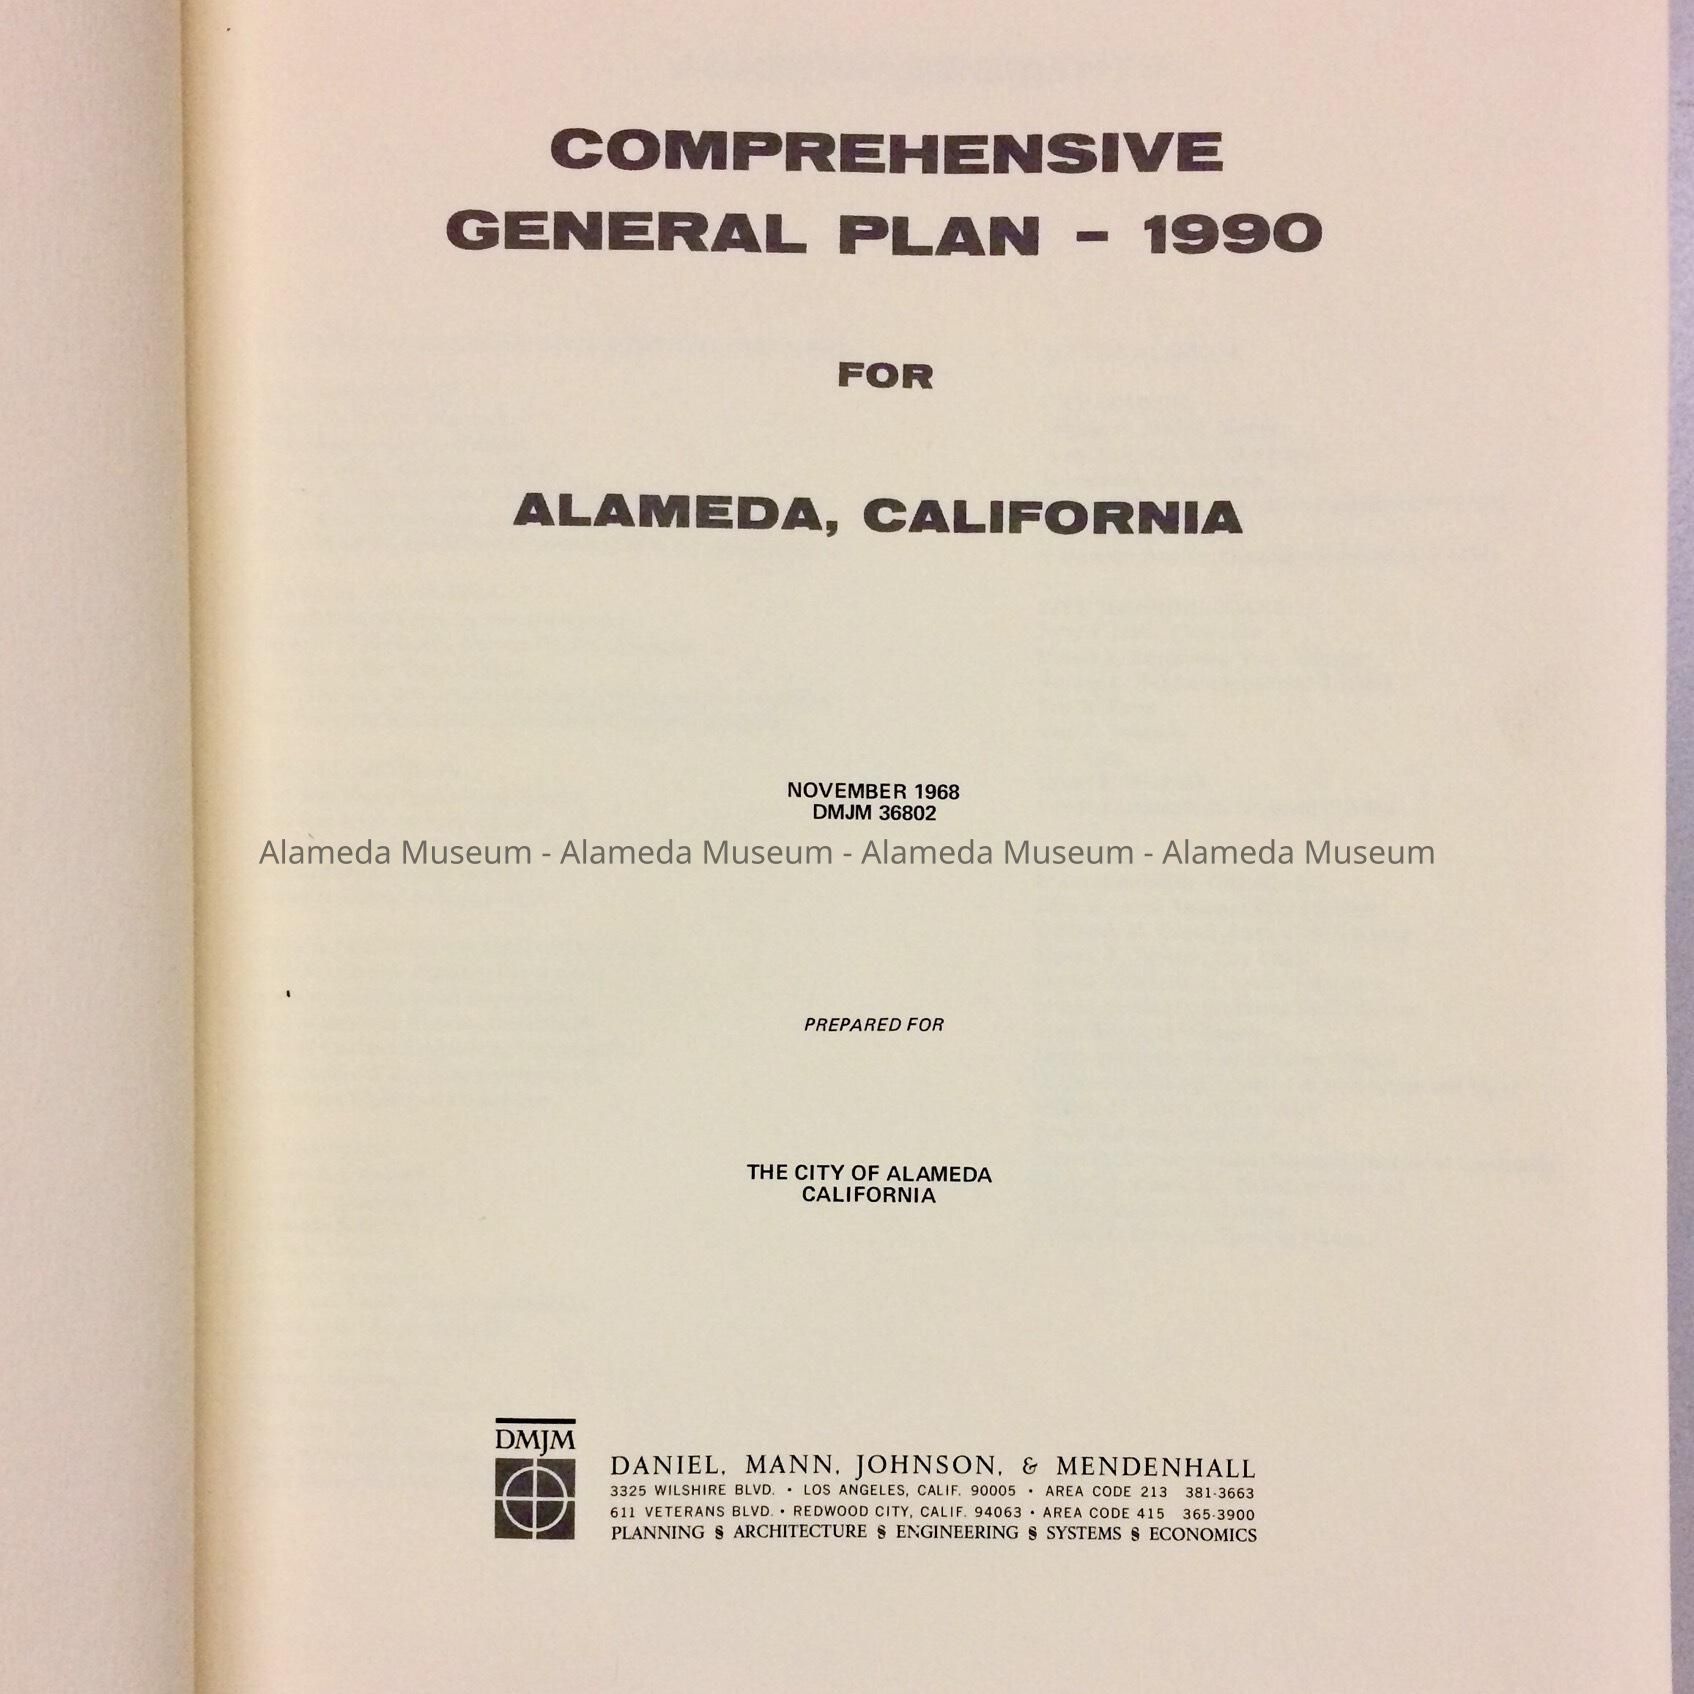 COMPREHENSIVE
GENERAL PLAN - 1990
FOR
ALAMEDA, CALIFORNIA
NOVEMBER 1968
DMJM 36802
Alameda Museum - Alameda Museum - Alameda Museum - Alameda Museum
PREPARED FOR
THE CITY OF ALAMEDA
CALIFORNIA
DMJM
DANIEL, MANN, JOHNSON, & MENDENHALL
3325 WILSHIRE BLVD. • LOS ANGELES, CALIF. 90005 • AREA CODE 213 381-3663
611 VETERANS BLVD. • REDWOOD CITY, CALIF. 94063 • AREA CODE 415 365-3900
PLANNING § ARCHITECTURE § ENGINEERING § SYSTEMS § ECONOMICS